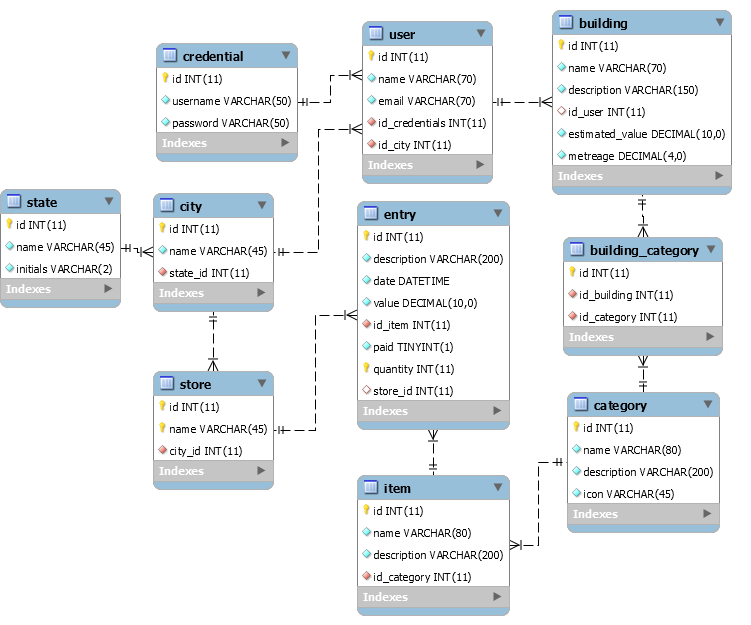 credential
id INT(11)
username VARCHAR(50)
password VARCHAR(50)
Indexes
user
id INT(11)
name VARCHAR(70)
email VARCHAR(70)
id_credentials INT(11)
id_city INT(11)
Indexes
building
id INT(11)
name VARCHAR(70)
description VARCHAR(150)
id_user INT(11)
estimated_value DECIMAL(10,0)
metreage DECIMAL(4,0)
Indexes
state
id INT(11)
name VARCHAR(45)
initials VARCHAR(2)
Indexes
city
id INT(11)
name VARCHAR(45)
state_id INT(11)
Indexes
entry
id INT(11)
description VARCHAR(200)
date DATETIME
value DECIMAL(10,0)
id_item INT(11)
paid TINYINT(1)
quantity INT(11)
store_id INT(11)
Indexes
building_category
id INT(11)
id_building INT(11)
id_category INT(11)
Indexes
store
id INT(11)
name VARCHAR(45)
city_id INT(11)
Indexes
category
id INT(11)
name VARCHAR(80)
description VARCHAR(200)
icon VARCHAR(45)
Indexes
item
id INT(11)
name VARCHAR(80)
description VARCHAR(200)
id_category INT(11)
Indexes